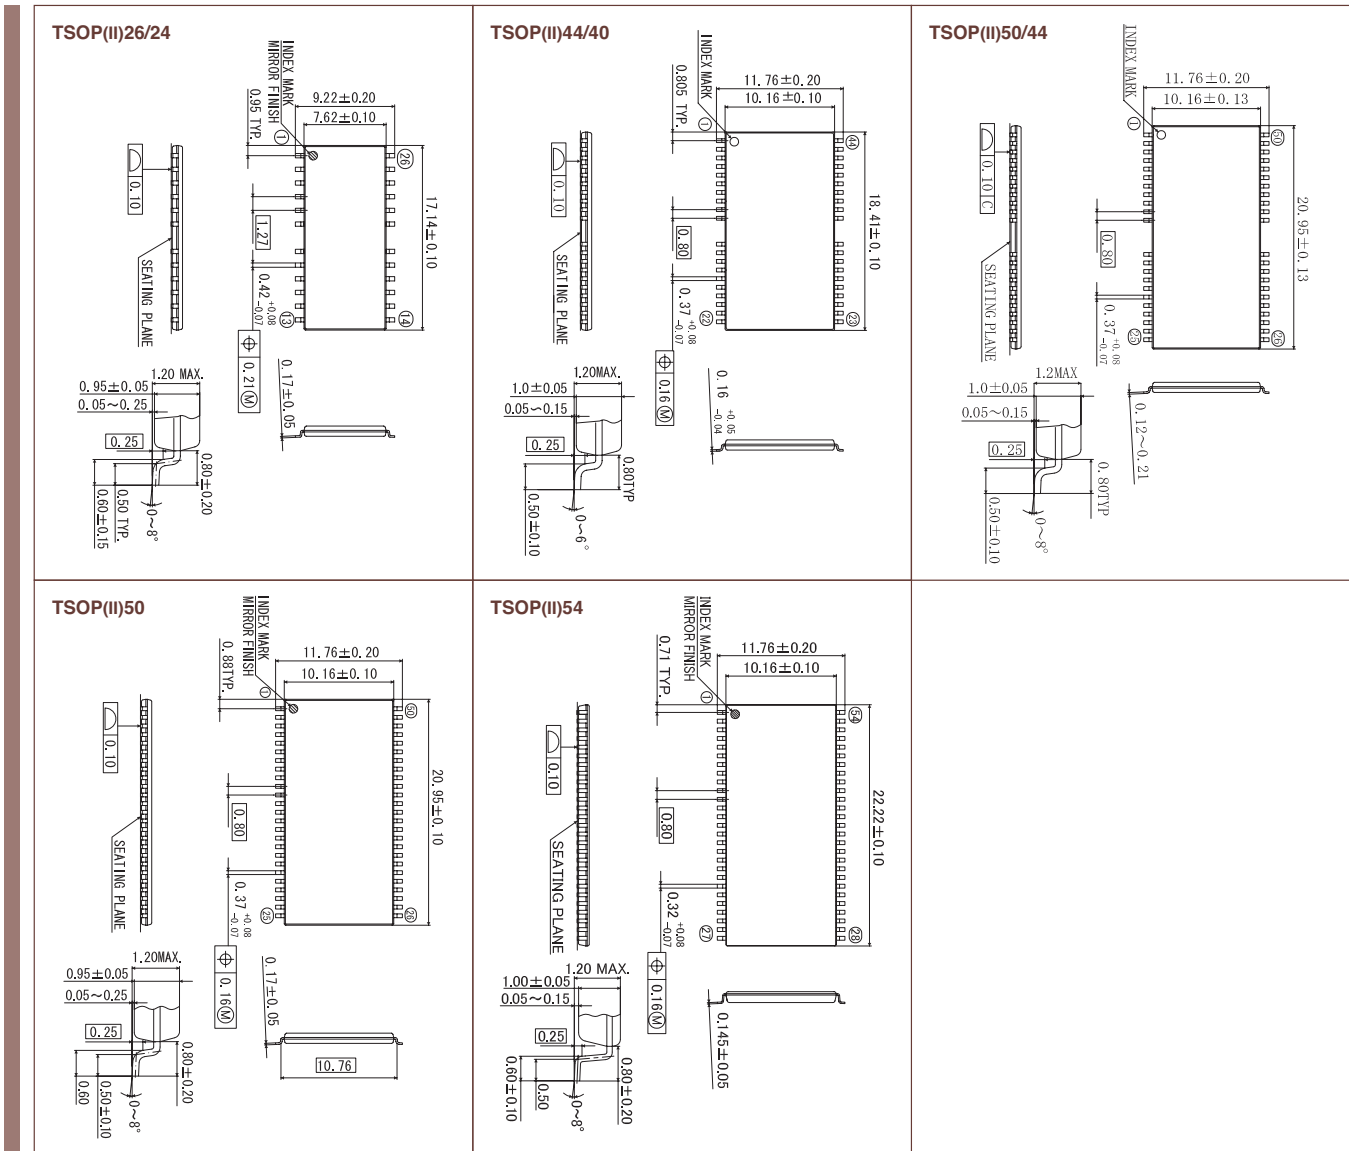 TSOP(II)26/24
INDEX MARK
MIRROR FINISH
0.95 TYP.
9.22±0.20
7.62±0.10
①
㉖
17.14±0.10
0.10
SEATING PLANE
1.27
0.42 +0.08 -0.07
⑬
⑭
0.21Ⓜ
1.20 MAX.
0.95±0.05
0.05～0.25
0.25
0.17±0.05
0.80±0.20
0～8°
0.50 TYP.
0.60±0.15
TSOP(II)44/40
INDEX MARK
0.805 TYP.
11.76±0.20
10.16±0.10
①
㊹
18.41±0.10
0.10
SEATING PLANE
0.80
0.37 +0.08 -0.07
㉒
㉓
0.16Ⓜ
1.20MAX.
1.0±0.05
0.05～0.15
0.25
0.16 +0.05 -0.04
0.80TYP
0～6°
0.50±0.10
TSOP(II)50/44
INDEX MARK
11.76±0.20
10.16±0.13
①
㊿
20.95±0.13
0.10 C
SEATING PLANE
0.80
0.37 +0.08 -0.07
㉕
㉖
1.2MAX
1.0±0.05
0.05～0.15
0.25
0.12～0.21
0.80TYP
0～8°
0.50±0.10
TSOP(II)50
INDEX MARK
MIRROR FINISH
0.88TYP.
11.76±0.20
10.16±0.10
①
㊿
20.95±0.10
0.10
SEATING PLANE
0.80
0.37 +0.08 -0.07
㉕
㉖
0.16Ⓜ
1.20MAX.
0.95±0.05
0.05～0.25
0.25
0.17±0.05
10.76
0.80±0.20
0～8°
0.50±0.10
0.60
TSOP(II)54
INDEX MARK
MIRROR FINISH
0.71 TYP.
11.76±0.20
10.16±0.10
①
54
22.22±0.10
0.10
SEATING PLANE
0.80
0.32 +0.08 -0.07
㉗
㉘
0.16Ⓜ
1.20 MAX.
1.00±0.05
0.05～0.15
0.25
0.145±0.05
0.80±0.20
0～8°
0.50
0.60±0.10